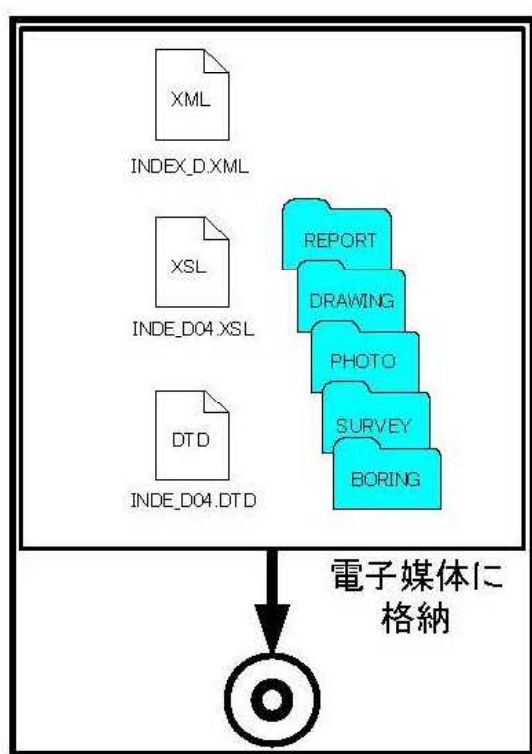 XML
INDEX_D.XML
XSL
INDE_D04.XSL
DTD
INDE_D04.DTD
REPORT
DRAWING
PHOTO
SURVEY
BORING
電子媒体に
格納